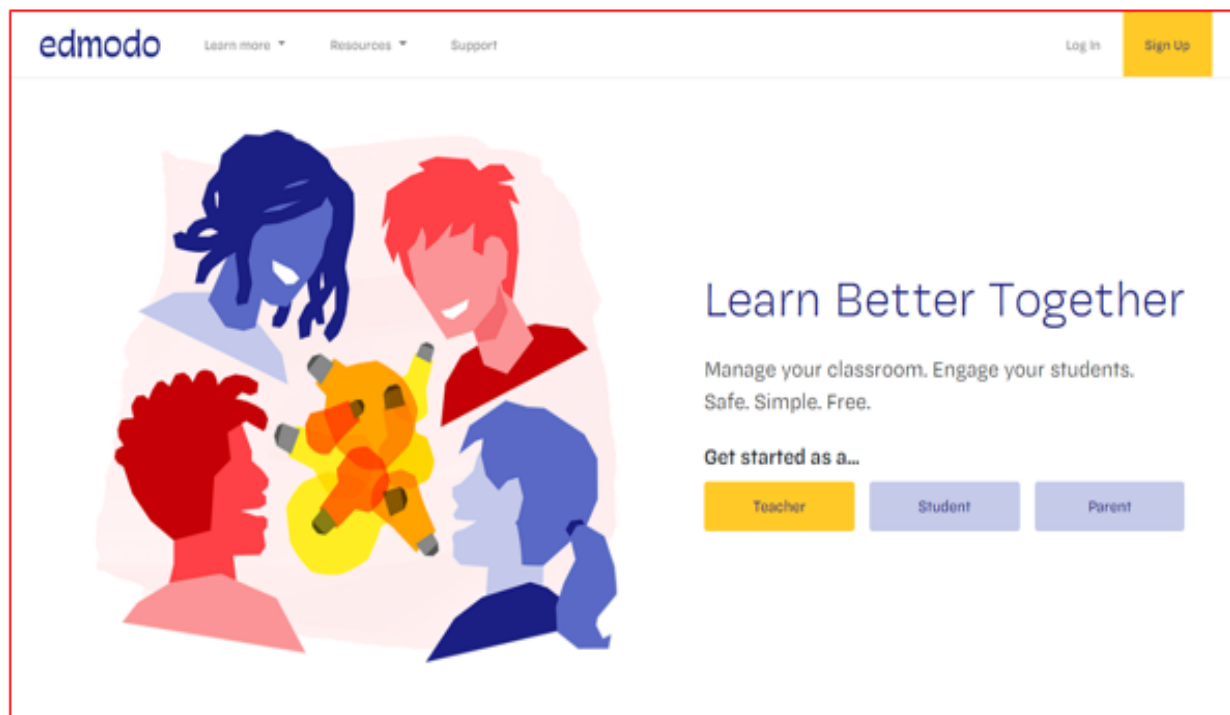 edmodo Learn more Resources Support Log In Sign Up
Learn Better Together
Manage your classroom. Engage your students.
Safe. Simple. Free.
Get started as a...
Teacher Student Parent